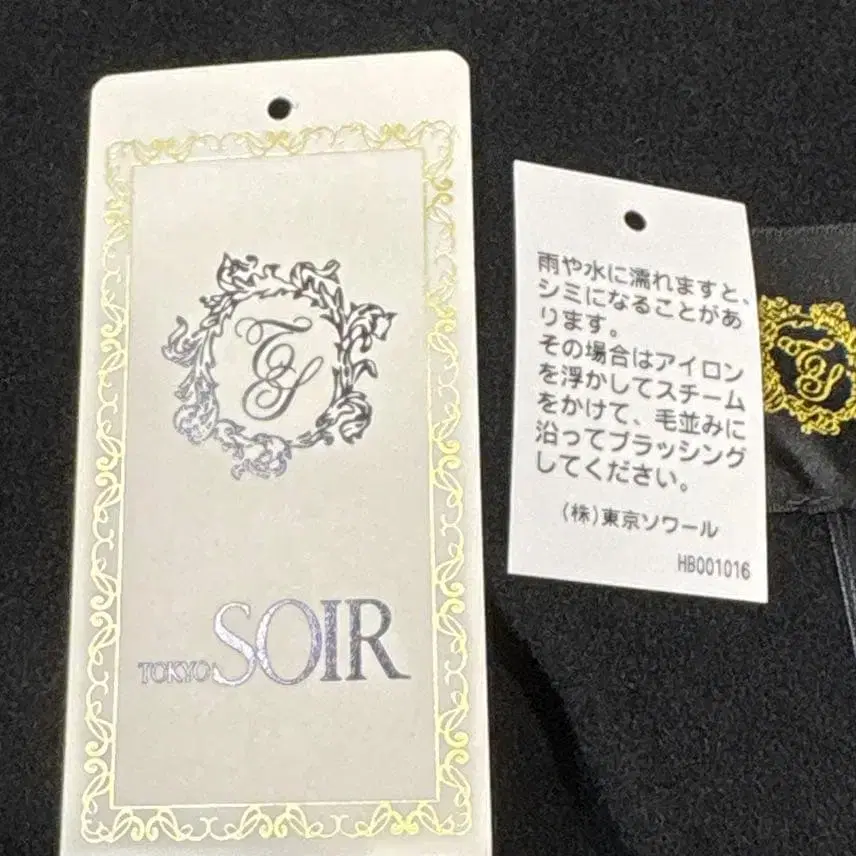 TS
TOKYO SOIR
雨や水に濡れますと、
シミになることがあ
ります。
その場合はアイロン
を浮かしてスチーム
をかけて、毛並みに
沿ってブラッシング
してください。
(株)東京ソワール
HB001016
TS